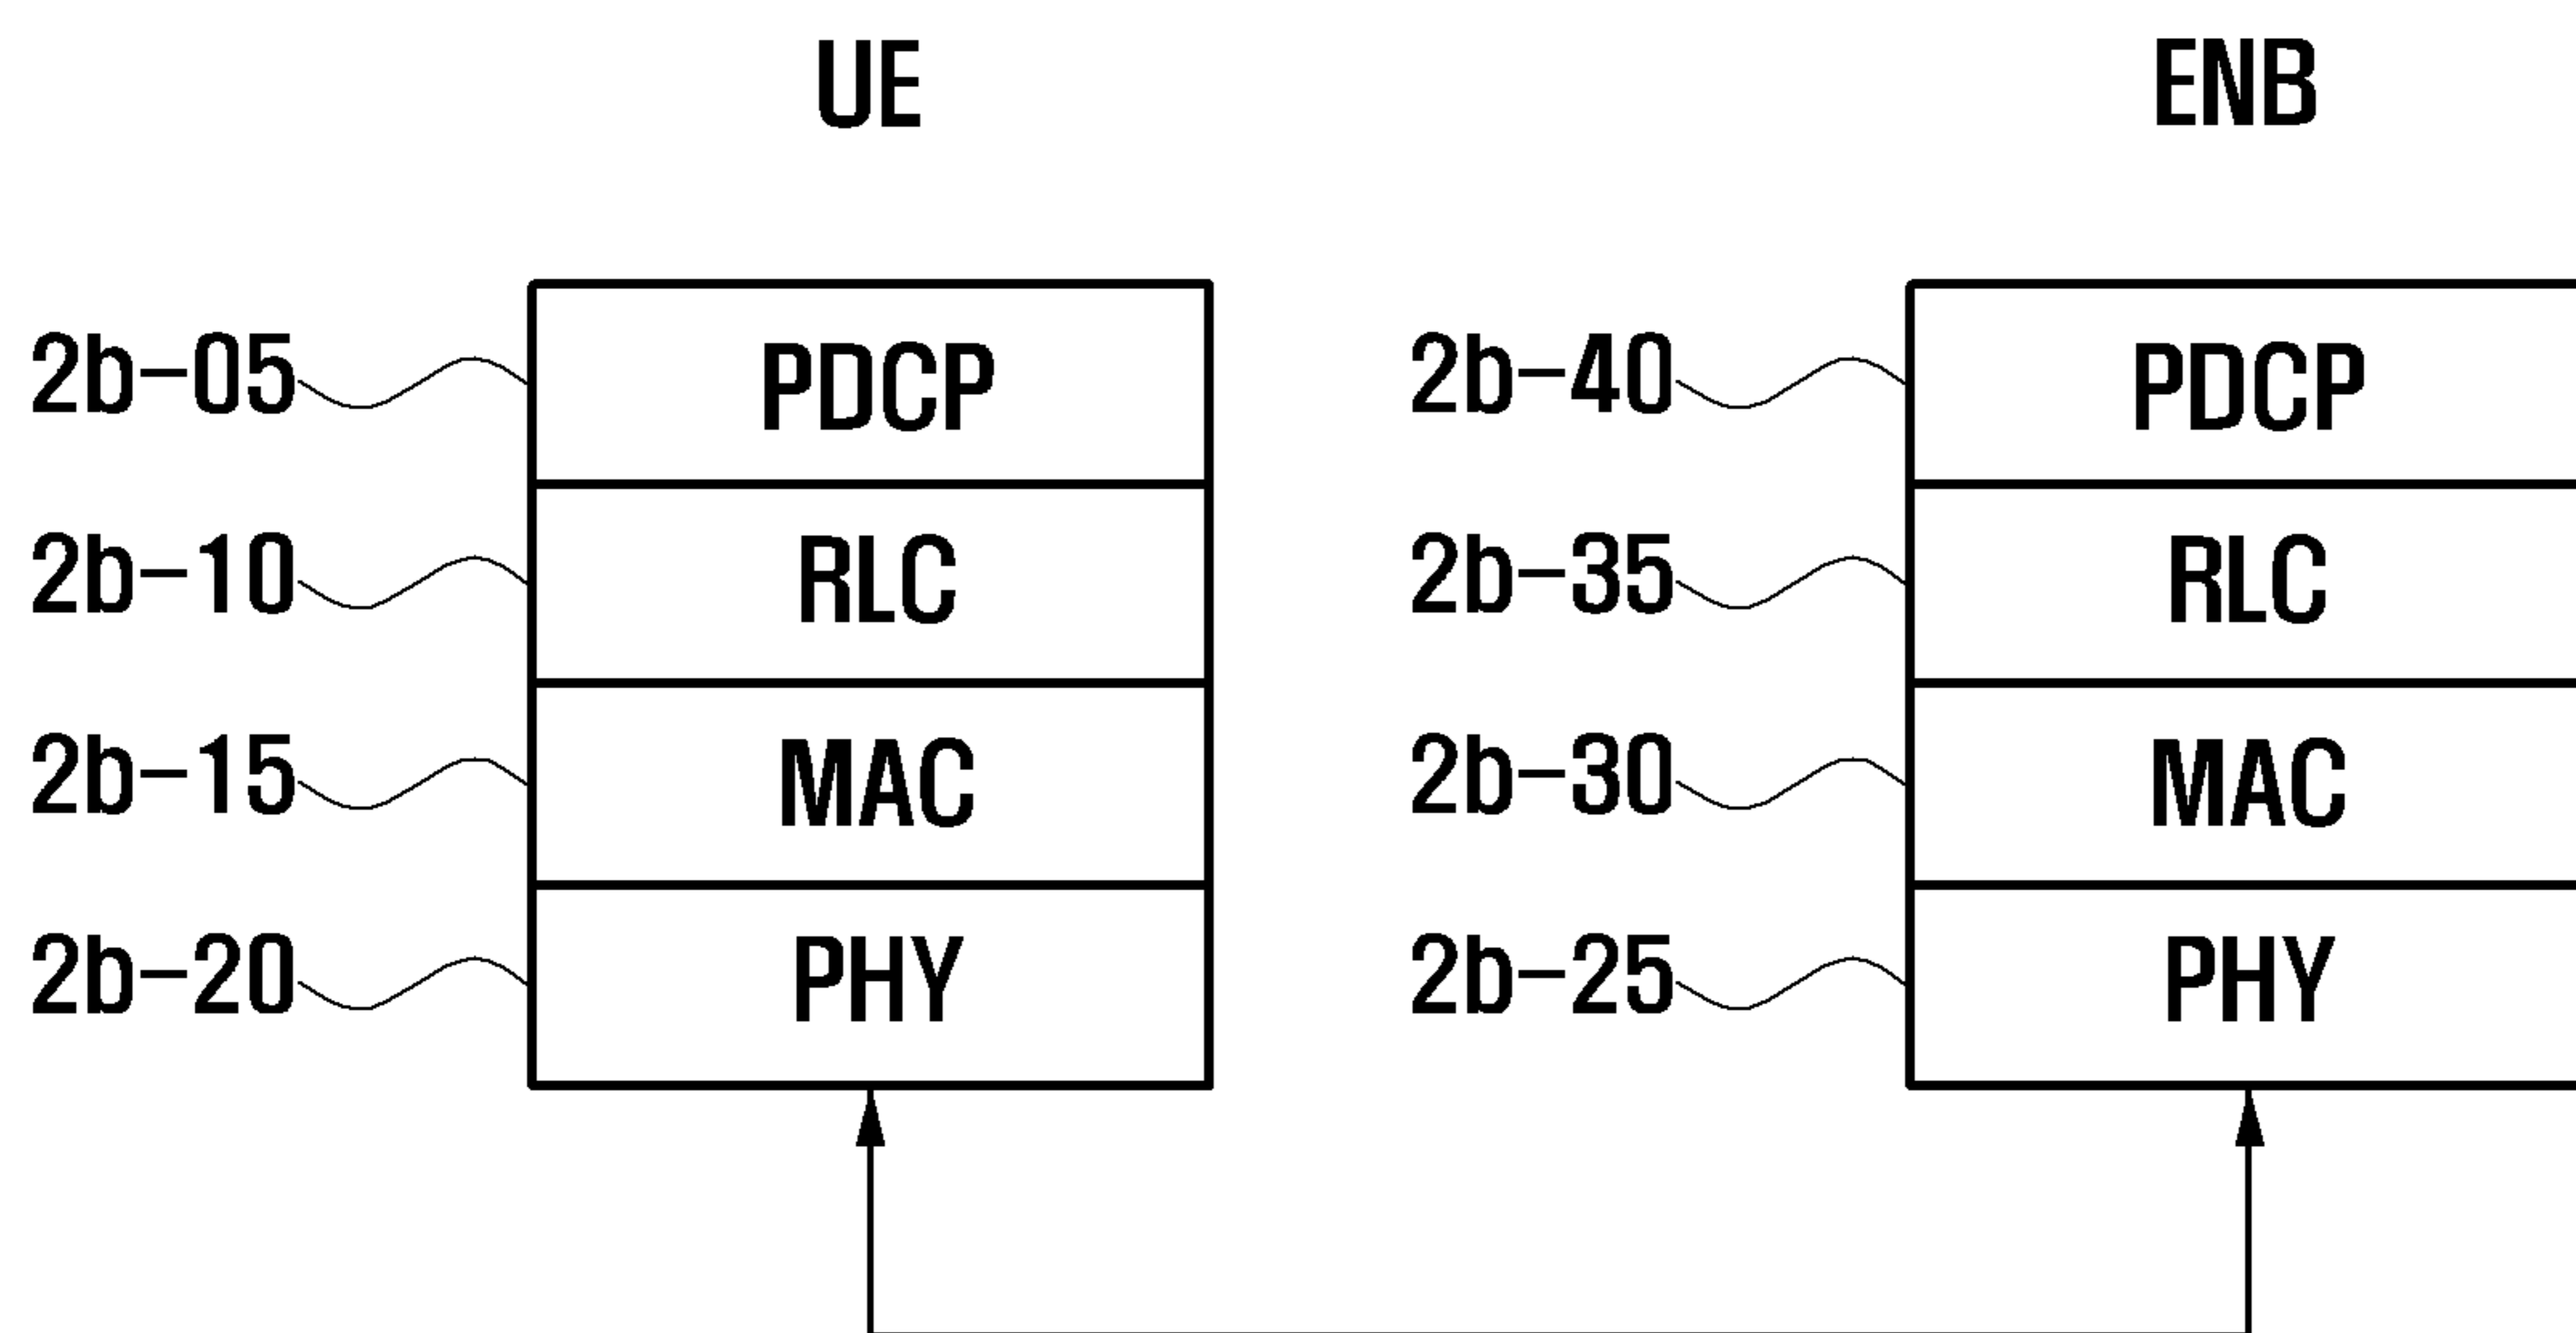 UE ENB
2b-05 PDCP 2b-40 PDCP
2b-10 RLC 2b-35 RLC
2b-15 MAC 2b-30 MAC
2b-20 PHY 2b-25 PHY